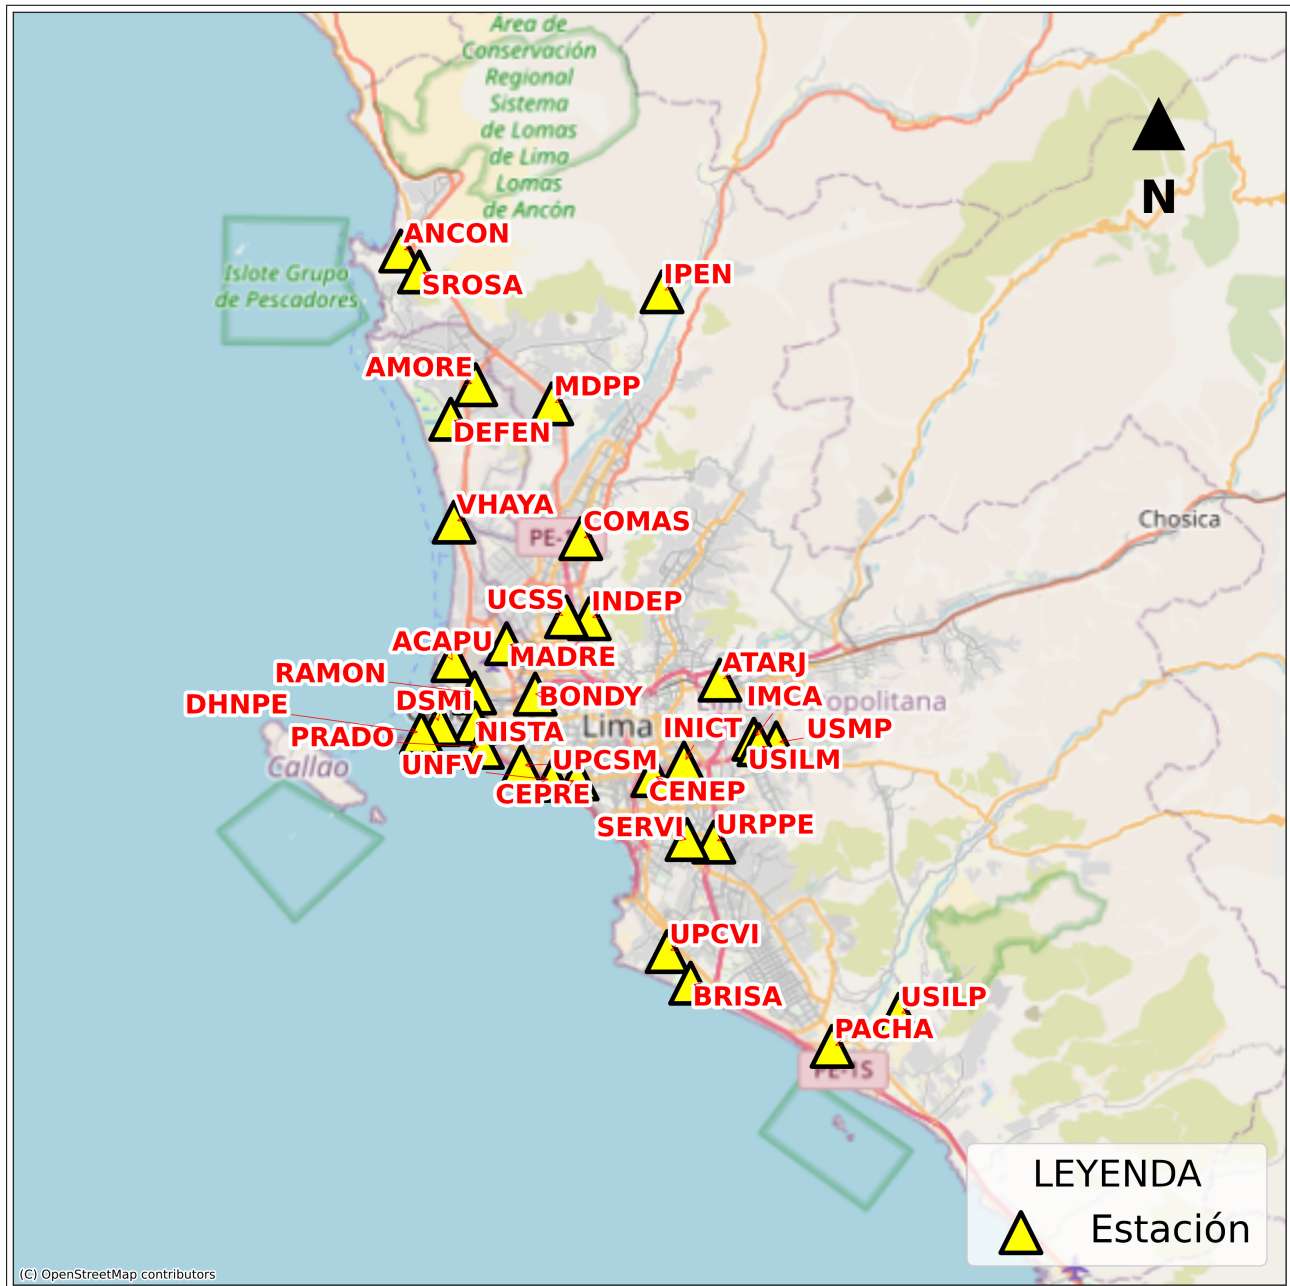 Área de
Conservación
Regional
Sistema
de Lomas
de Lima
Lomas
de Ancón
N
ANCON
SROSA
Islote Grupo
de Pescadores
IPEN
AMORE
MDPP
DEFEN
VHAYA
COMAS
Chosica
UCSS
INDEP
ACAPU
MADRE
ATARJ
RAMON
DSMI
BONDY
IMCA
DHNPE
Lima
INICT
USMP
PRADO
NISTA
Callao
UNFV
UPCSM
USILM
CEPRE
CENEP
SERVI
URPPE
UPCVI
BRISA
USILP
PACHA
PE-1S
LEYENDA
Estación
(C) OpenStreetMap contributors